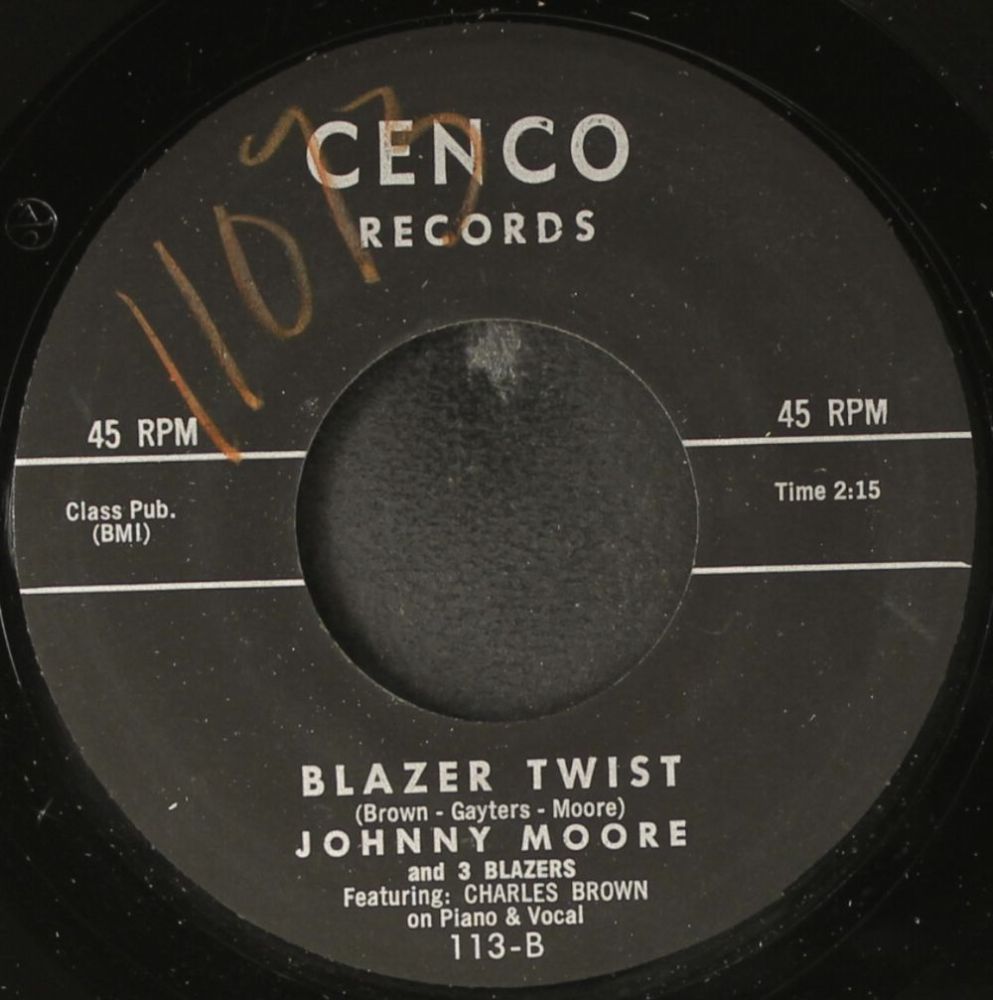 CENCO
RECORDS
45 RPM
45 RPM
Class Pub.
(BMI)
Time 2:15
BLAZER TWIST
(Brown - Gayters - Moore)
JOHNNY MOORE
and 3 BLAZERS
Featuring: CHARLES BROWN
on Piano & Vocal
113-B